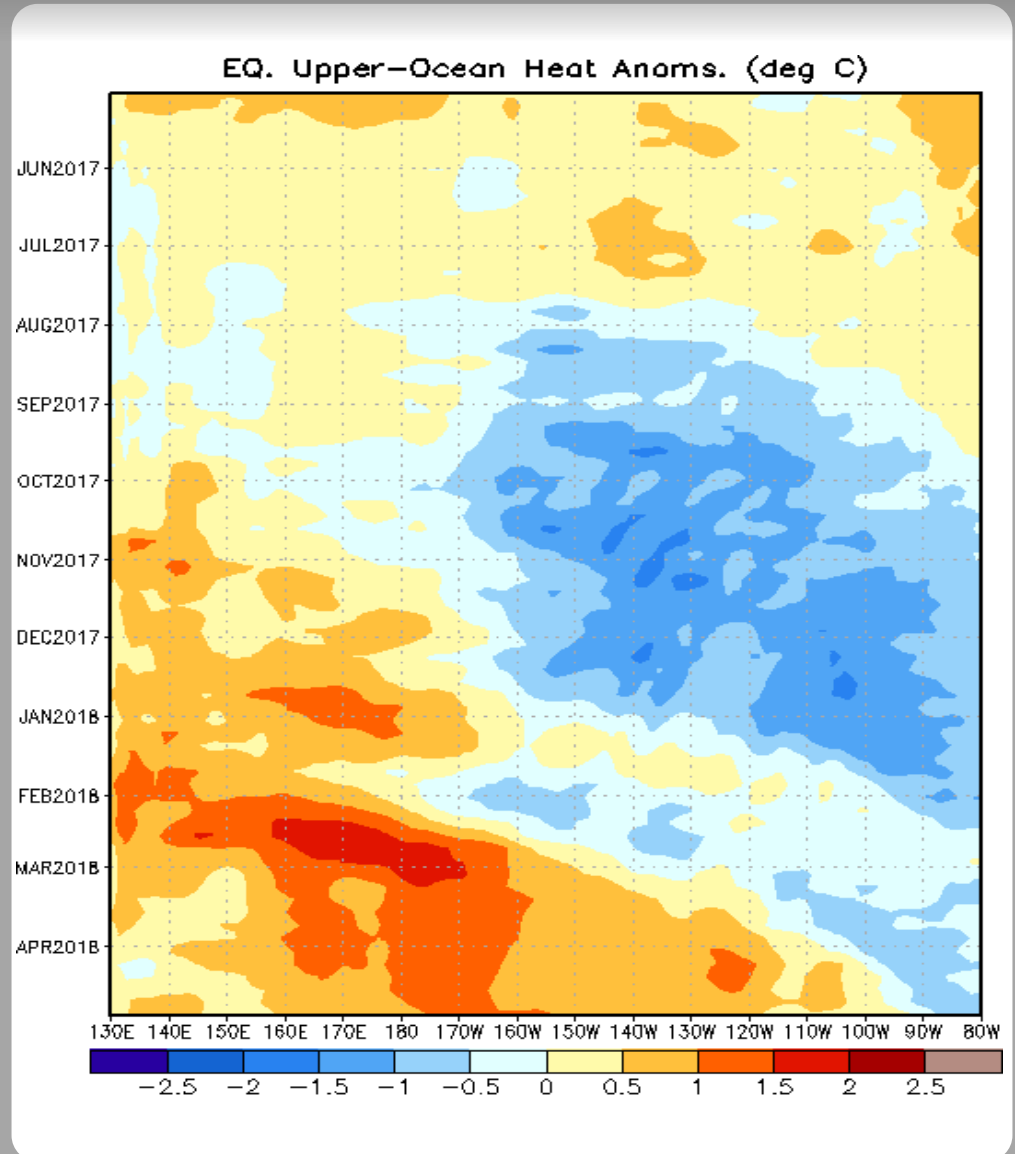 EQ. Upper-Ocean Heat Anoms. (deg C)
JUN2017
JUL2017
AUG2017
SEP2017
OCT2017
NOV2017
DEC2017
JAN2018
FEB2018
MAR2018
APR2018
130E 140E 150E 160E 170E 180 170W 160W 150W 140W 130W 120W 110W 100W 90W 80W
-2.5 -2 -1.5 -1 -0.5 0 0.5 1 1.5 2 2.5